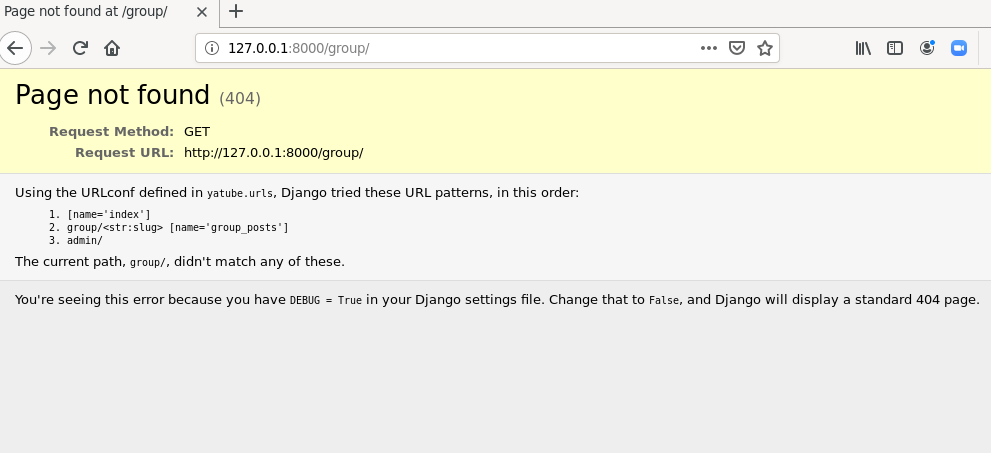 Page not found at /group/
127.0.0.1:8000/group/
Page not found (404)
Request Method: GET
Request URL: http://127.0.0.1:8000/group/
Using the URLconf defined in yatube.urls, Django tried these URL patterns, in this order:
1. [name='index']
2. group/<str:slug> [name='group_posts']
3. admin/
The current path, group/, didn't match any of these.
You're seeing this error because you have DEBUG = True in your Django settings file. Change that to False, and Django will display a standard 404 page.